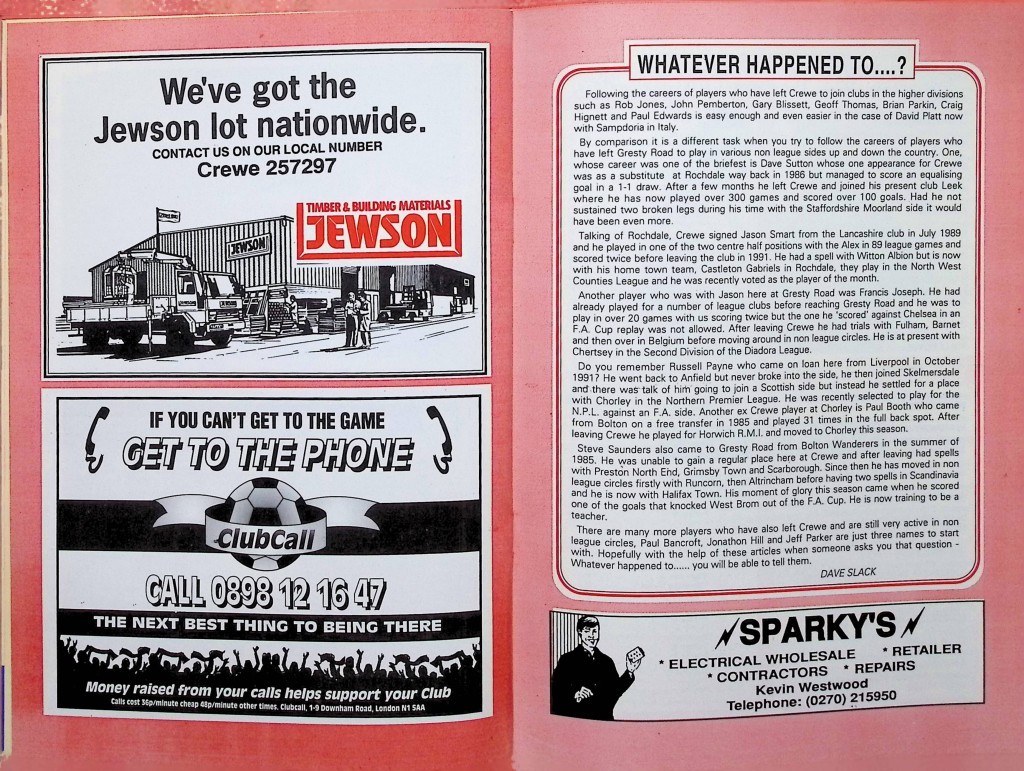 We've got the
Jewson lot nationwide.
CONTACT US ON OUR LOCAL NUMBER
Crewe 257297
TIMBER & BUILDING MATERIALS
JEWSON
JEWSON
IF YOU CAN'T GET TO THE GAME
GET TO THE PHONE
ClubCall
CALL 0898 12 16 47
THE NEXT BEST THING TO BEING THERE
Money raised from your calls helps support your Club
Calls cost 36p/minute cheap 48p/minute other times. Clubcall, 1-9 Downham Road, London N1 5AA
WHATEVER HAPPENED TO....?
Following the careers of players who have left Crewe to join clubs in the higher divisions
such as Rob Jones, John Pemberton, Gary Blissett, Geoff Thomas, Brian Parkin, Craig
Hignett and Paul Edwards is easy enough and even easier in the case of David Platt now
with Sampdoria in Italy.
By comparison it is a different task when you try to follow the careers of players who
have left Gresty Road to play in various non league sides up and down the country. One,
whose career was one of the briefest is Dave Sutton whose one appearance for Crewe
was as a substitute at Rochdale way back in 1986 but managed to score an equalising
goal in a 1-1 draw. After a few months he left Crewe and joined his present club Leek
where he has now played over 300 games and scored over 100 goals. Had he not
sustained two broken legs during his time with the Staffordshire Moorland side it would
have been even more.
Talking of Rochdale, Crewe signed Jason Smart from the Lancashire club in July 1989
and he played in one of the two centre half positions with the Alex in 89 league games and
scored twice before leaving the club in 1991. He had a spell with Witton Albion but is now
with his home town team, Castleton Gabriels in Rochdale, they play in the North West
Counties League and he was recently voted as the player of the month.
Another player who was with Jason here at Gresty Road was Francis Joseph. He had
already played for a number of league clubs before reaching Gresty Road and he was to
play in over 20 games with us scoring twice but the one he 'scored' against Chelsea in an
F.A. Cup replay was not allowed. After leaving Crewe he had trials with Fulham, Barnet
and then over in Belgium before moving around in non league circles. He is at present with
Chertsey in the Second Division of the Diadora League.
Do you remember Russell Payne who came on loan here from Liverpool in October
1991? He went back to Anfield but never broke into the side, he then joined Skelmersdale
and there was talk of him going to join a Scottish side but instead he settled for a place
with Chorley in the Northern Premier League. He was recently selected to play for the
N.P.L. against an F.A. side. Another ex Crewe player at Chorley is Paul Booth who came
from Bolton on a free transfer in 1985 and played 31 times in the full back spot. After
leaving Crewe he played for Horwich R.M.I. and moved to Chorley this season.
Steve Saunders also came to Gresty Road from Bolton Wanderers in the summer of
1985. He was unable to gain a regular place here at Crewe and after leaving had spells
with Preston North End, Grimsby Town and Scarborough. Since then he has moved in non
league circles firstly with Runcorn, then Altrincham before having two spells in Scandinavia
and he is now with Halifax Town. His moment of glory this season came when he scored
one of the goals that knocked West Brom out of the F.A. Cup. He is now training to be a
teacher.
There are many more players who have also left Crewe and are still very active in non
league circles, Paul Bancroft, Jonathon Hill and Jeff Parker are just three names to start
with. Hopefully with the help of these articles when someone asks you that question -
Whatever happened to...... you will be able to tell them.
DAVE SLACK
SPARKY'S
* ELECTRICAL WHOLESALE * RETAILER
* CONTRACTORS * REPAIRS
Kevin Westwood
Telephone: (0270) 215950